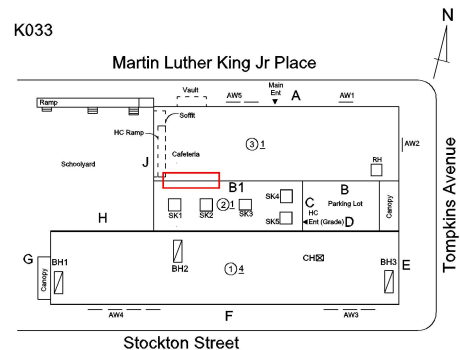 K033
N
Martin Luther King Jr Place
Vault
Main
Ent
AW5
A
AW1
Ramp
Soffit
HC Ramp
3 1
AW2
Schoolyard
J
Cafeteria
RH
B1
B
SK4
C
Parking Lot
Canopy
SK1
SK2
SK3
2 1
HC
SK5
Ent (Grade)
D
H
Tompkins Avenue
G
BH1
BH2
1 4
CH
BH3
E
Canopy
AW4
F
AW3
Stockton Street